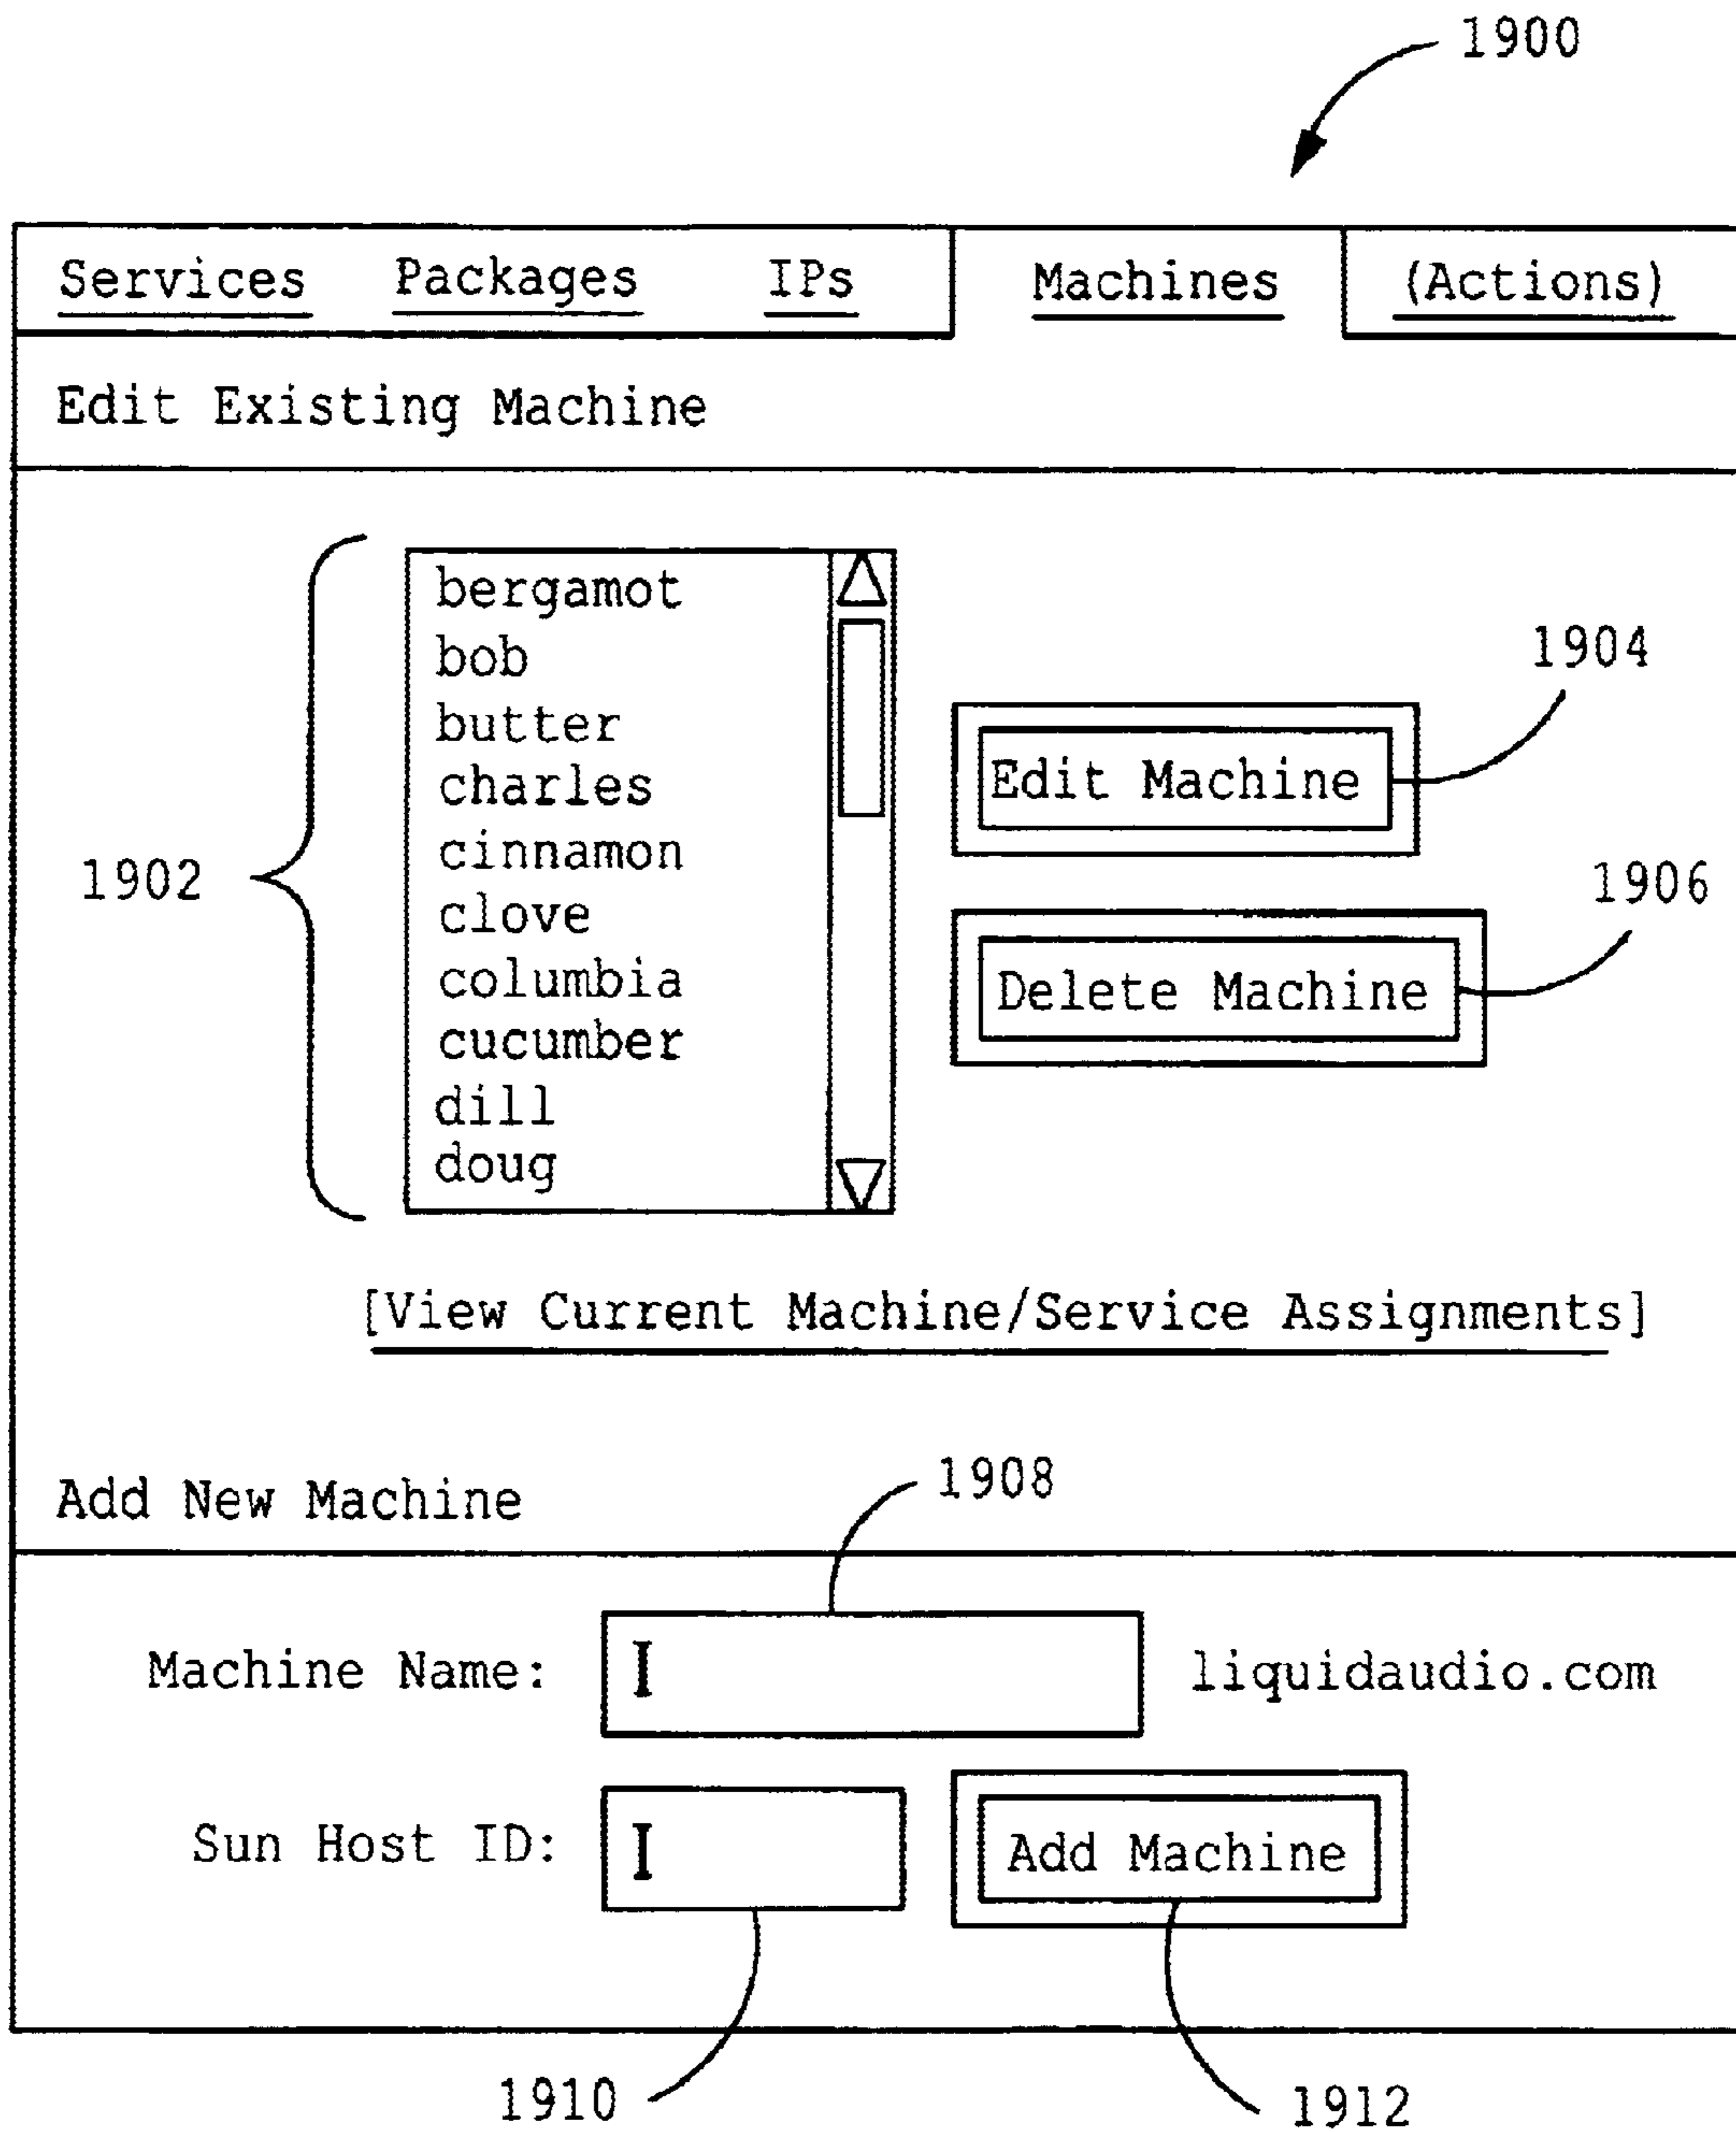 1900
Services Packages IPs Machines (Actions)
Edit Existing Machine
bergamot
bob
butter
charles
cinnamon
clove
columbia
cucumber
dill
doug
1902
1904
Edit Machine
1906
Delete Machine
[View Current Machine/Service Assignments]
Add New Machine
1908
Machine Name: I liquidaudio.com
Sun Host ID: I Add Machine
1910
1912